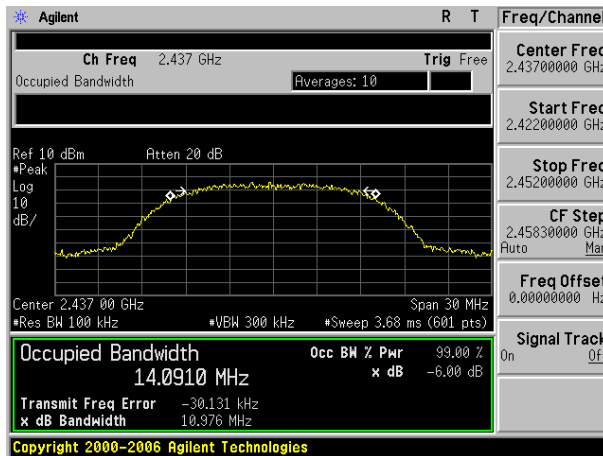 Agilent R T Freq/Channel
Ch Freq 2.437 GHz Trig Free
Occupied Bandwidth Averages: 10
Center Freq
2.43700000 GHz
Start Freq
2.42200000 GHz
Stop Freq
2.45200000 GHz
CF Step
2.45830000 GHz
Auto Man
Freq Offset
0.00000000 Hz
Signal Track
On Off
Ref 10 dBm Atten 20 dB
#Peak
Log
10
dB/
Center 2.437 00 GHz Span 30 MHz
#Res BW 100 kHz #VBW 300 kHz #Sweep 3.68 ms (601 pts)
Occupied Bandwidth Occ BW % Pwr 99.00 %
14.0910 MHz x dB -6.00 dB
Transmit Freq Error -30.131 kHz
x dB Bandwidth 10.976 MHz
Copyright 2000-2006 Agilent Technologies